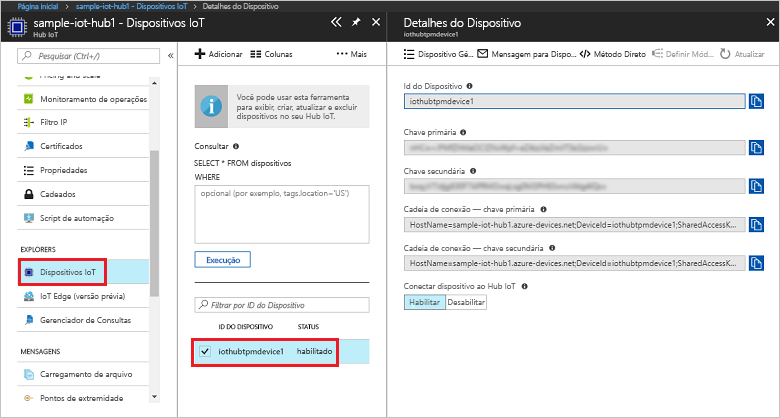 Página inicial > sample-iot-hub1 - Dispositivos IoT > Detalhes do Dispositivo
sample-iot-hub1 - Dispositivos IoT
Hub IoT
Pesquisar (Ctrl+/)
Pricing and scale
Monitoramento de operações
Filtro IP
Certificados
Propriedades
Cadeados
Script de automação
EXPLORERS
Dispositivos IoT
IoT Edge (versão prévia)
Gerenciador de Consultas
MENSAGENS
Carregamento de arquivo
Pontos de extremidade
Adicionar
Colunas
Mais
Você pode usar esta ferramenta
para exibir, criar, atualizar e excluir
dispositivos no seu Hub IoT.
Consultar
SELECT * FROM dispositivos
WHERE
opcional (por exemplo, tags.location='US')
Execução
Filtrar por ID do Dispositivo
ID DO DISPOSITIVO STATUS
iothubtpmdevice1 habilitado
Detalhes do Dispositivo
iothubtpmdevice1
Dispositivo Gê...
Mensagem para Dispo...
Método Direto
Definir Mód...
Atualizar
Id do Dispositivo
iothubtpmdevice1
Chave primária
Chave secundária
Cadeia de conexão — chave primária
HostName=sample-iot-hub1.azure-devices.net;DeviceId=iothubtpmdevice1;SharedAccessK...
Cadeia de conexão — chave secundária
HostName=sample-iot-hub1.azure-devices.net;DeviceId=iothubtpmdevice1;SharedAccessK...
Conectar dispositivo ao Hub IoT
Habilitar Desabilitar